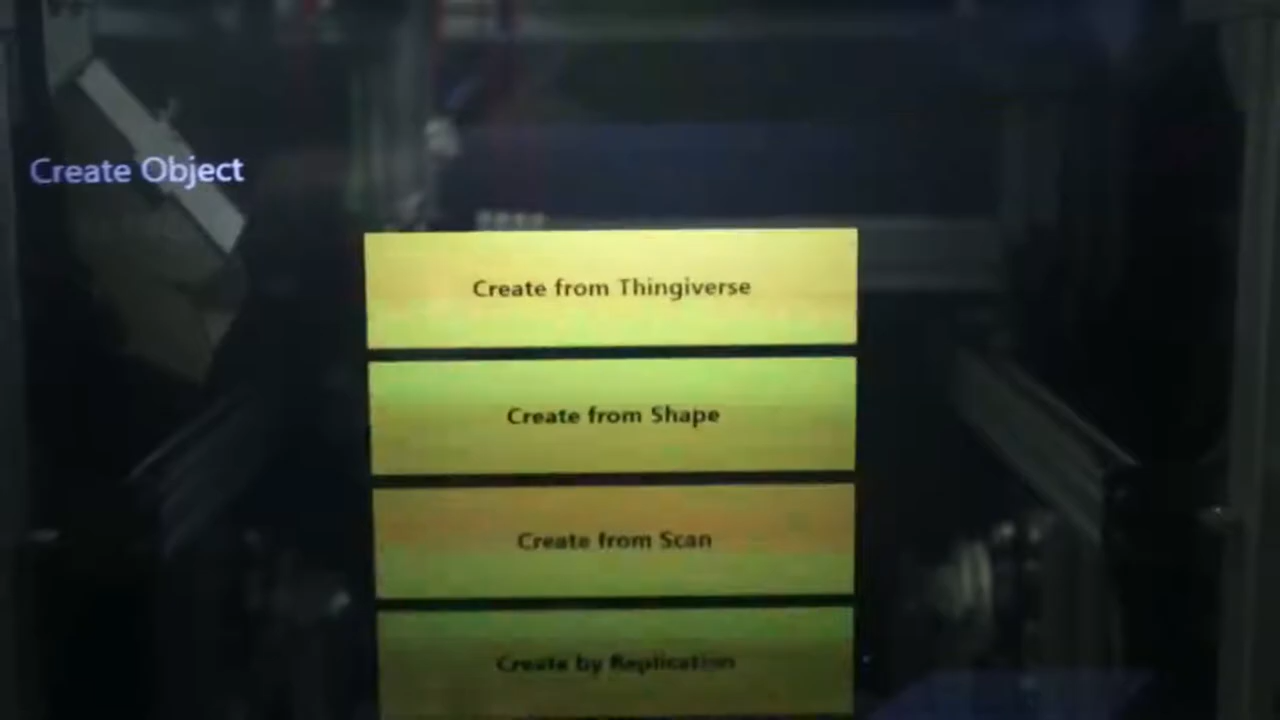 Create Object
Create from Thingiverse
Create from Shape
Create from Scan
Create by Replication